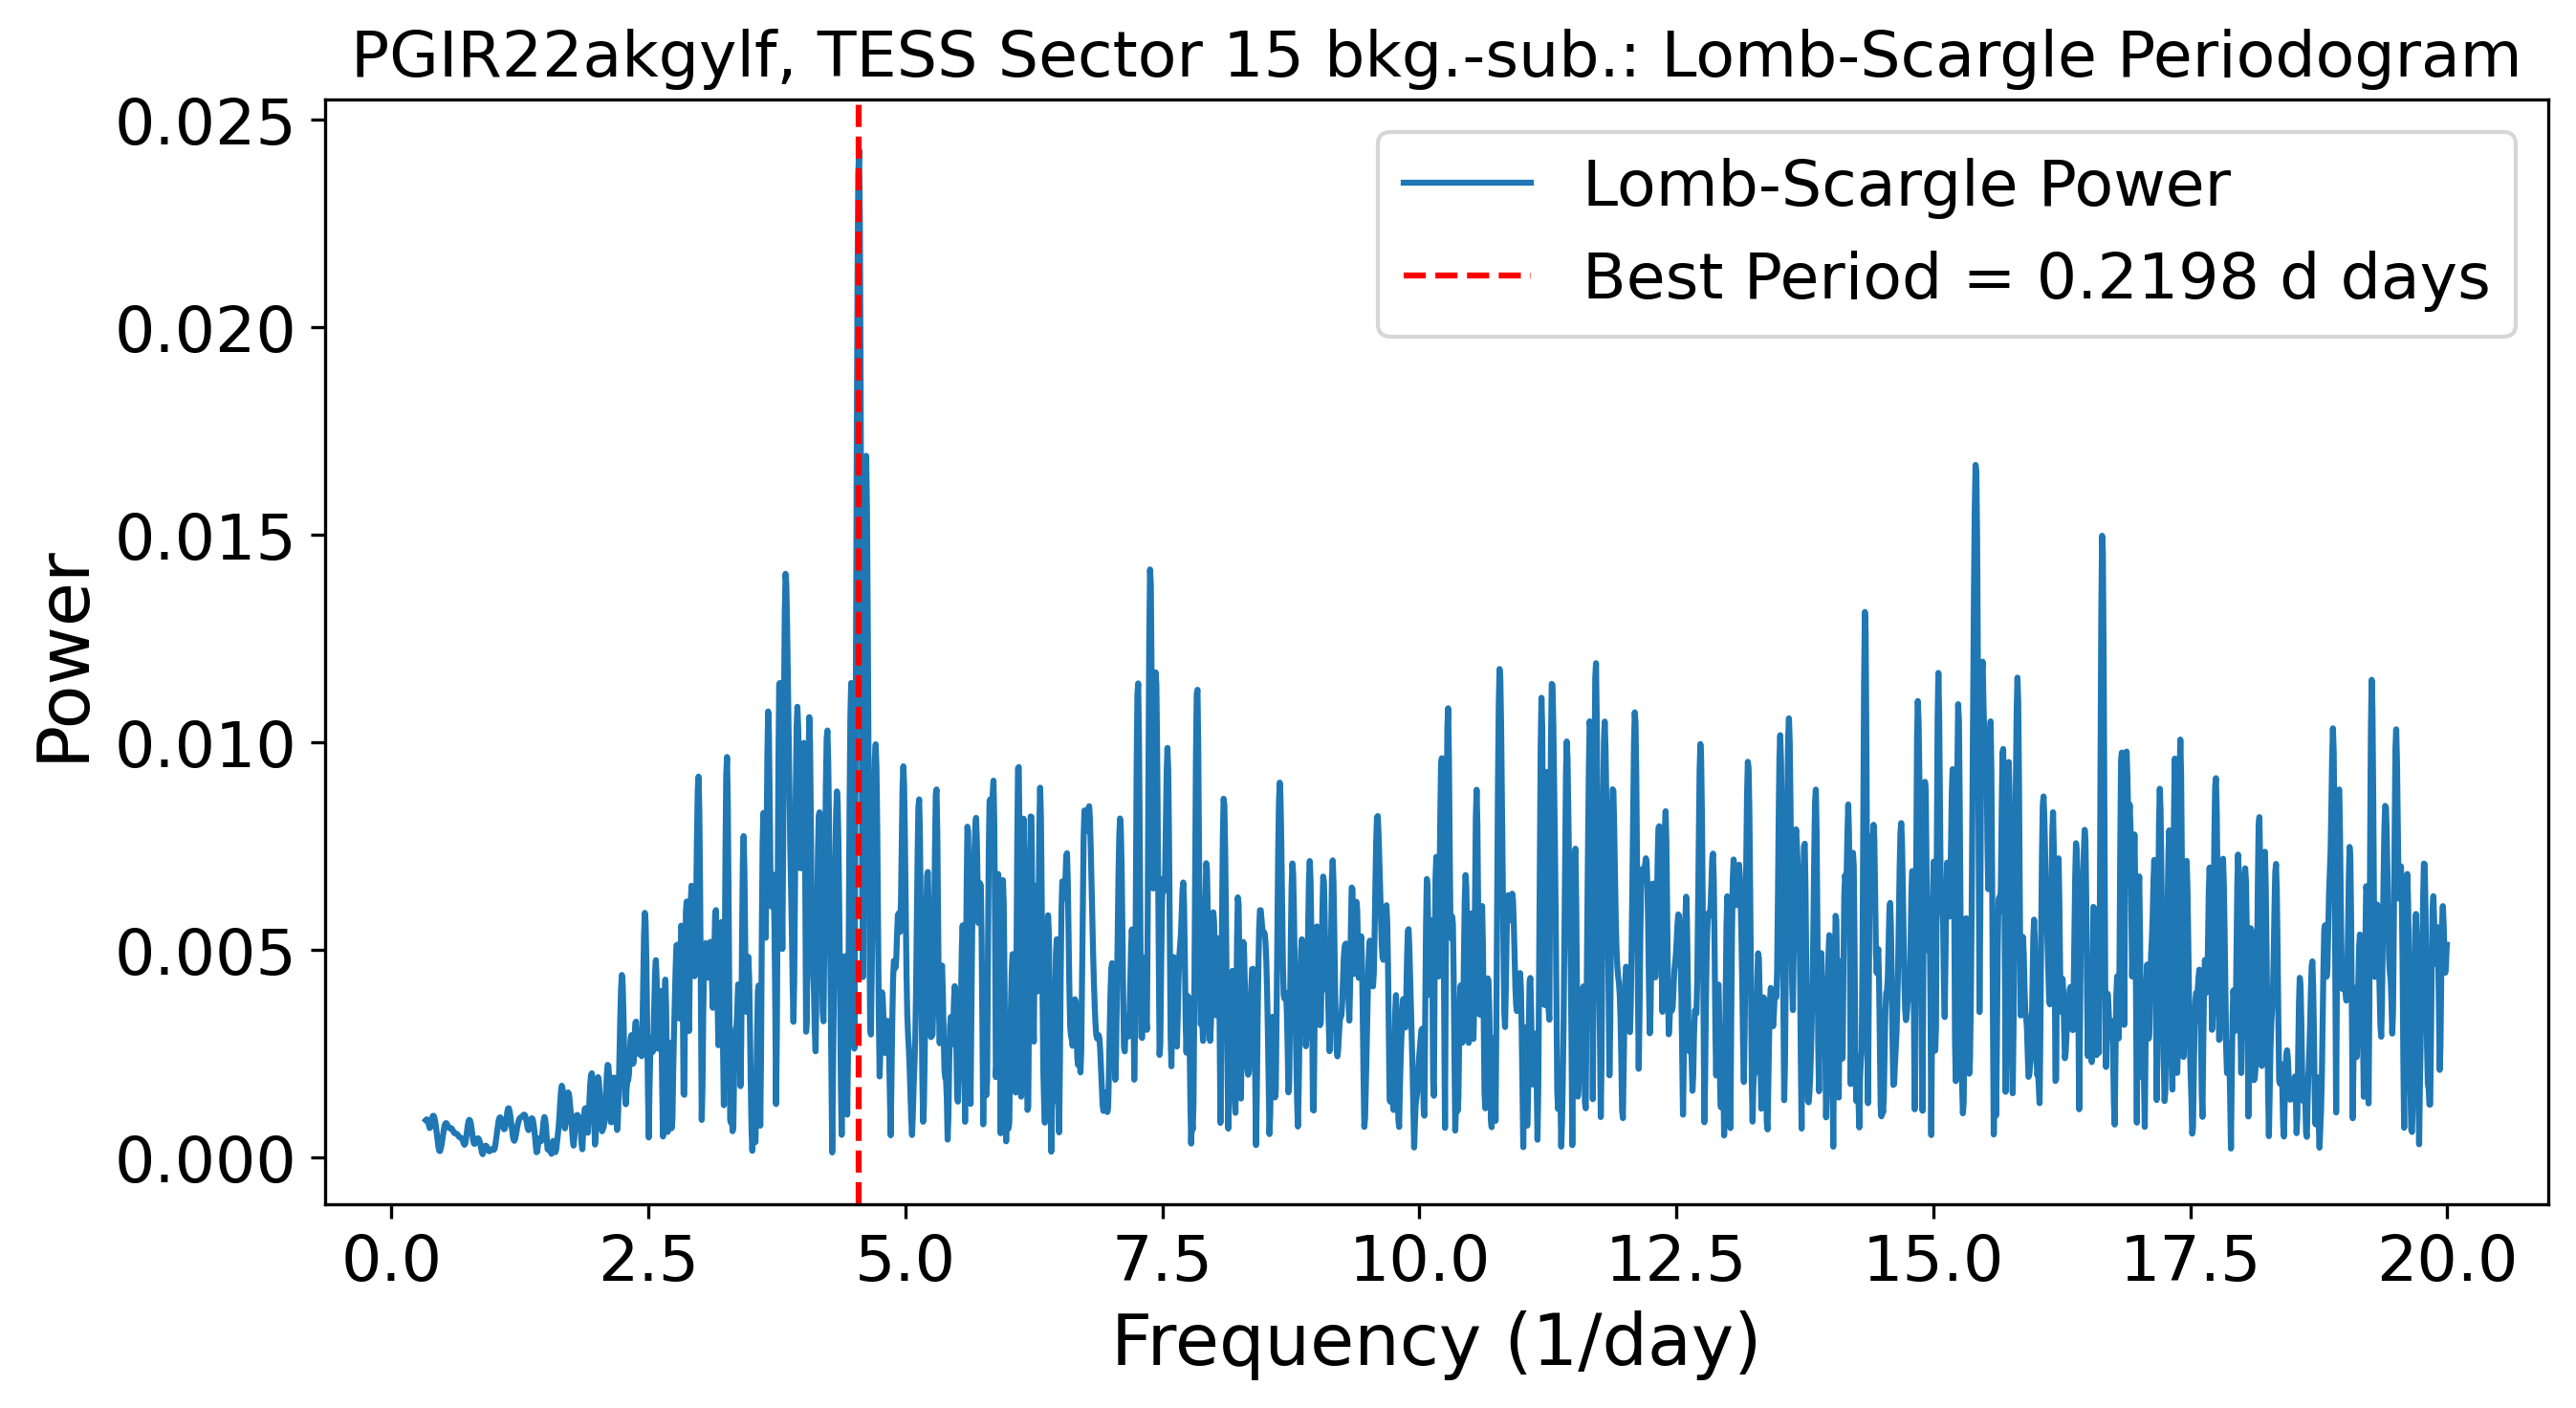 PGIR22akgylf, TESS Sector 15 bkg.-sub.: Lomb-Scargle Periodogram
Lomb-Scargle Power
Best Period = 0.2198 d days
Power
0.025
0.020
0.015
0.010
0.005
0.000
0.0 2.5 5.0 7.5 10.0 12.5 15.0 17.5 20.0
Frequency (1/day)